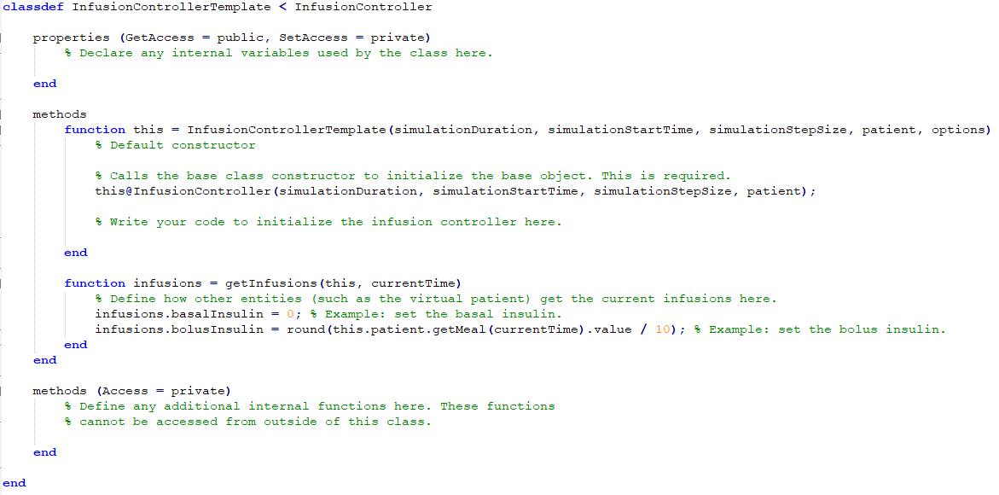 classdef InfusionControllerTemplate < InfusionController
properties (GetAccess = public, SetAccess = private)
% Declare any internal variables used by the class here.
end
methods
function this = InfusionControllerTemplate(simulationDuration, simulationStartTime, simulationStepSize, patient, options)
% Default constructor
% Calls the base class constructor to initialize the base object. This is required.
this@InfusionController(simulationDuration, simulationStartTime, simulationStepSize, patient);
% Write your code to initialize the infusion controller here.
end
function infusions = getInfusions(this, currentTime)
% Define how other entities (such as the virtual patient) get the current infusions here.
infusions.basalInsulin = 0; % Example: set the basal insulin.
infusions.bolusInsulin = round(this.patient.getMeal(currentTime).value / 10); % Example: set the bolus insulin.
end
end
methods (Access = private)
% Define any additional internal functions here. These functions
% cannot be accessed from outside of this class.
end
end